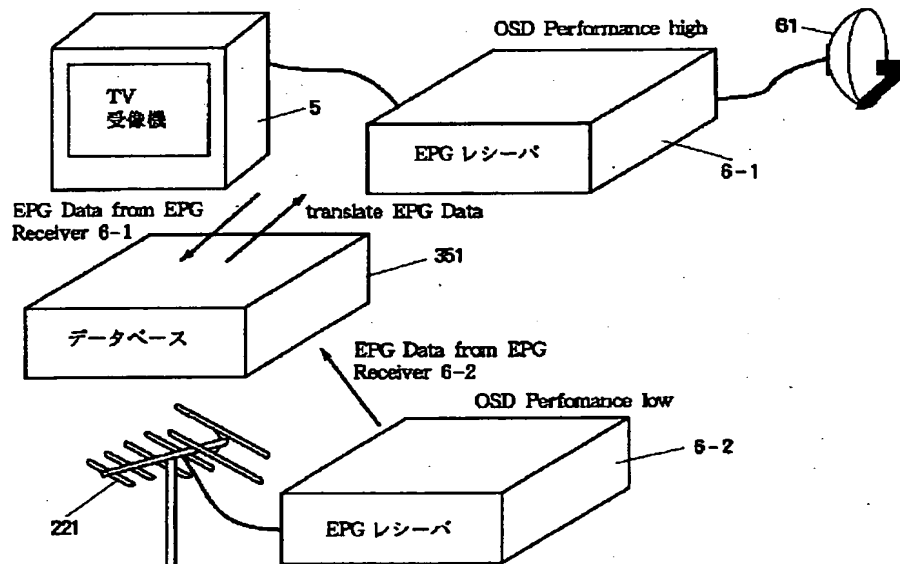 OSD Performance high
61
TV
受像機
5
EPG レシーバ
6-1
EPG Data from EPG
Receiver 6-1
translate EPG Data
351
データベース
EPG Data from EPG
Receiver 6-2
OSD Perfomance low
6-2
221
EPG レシーバ